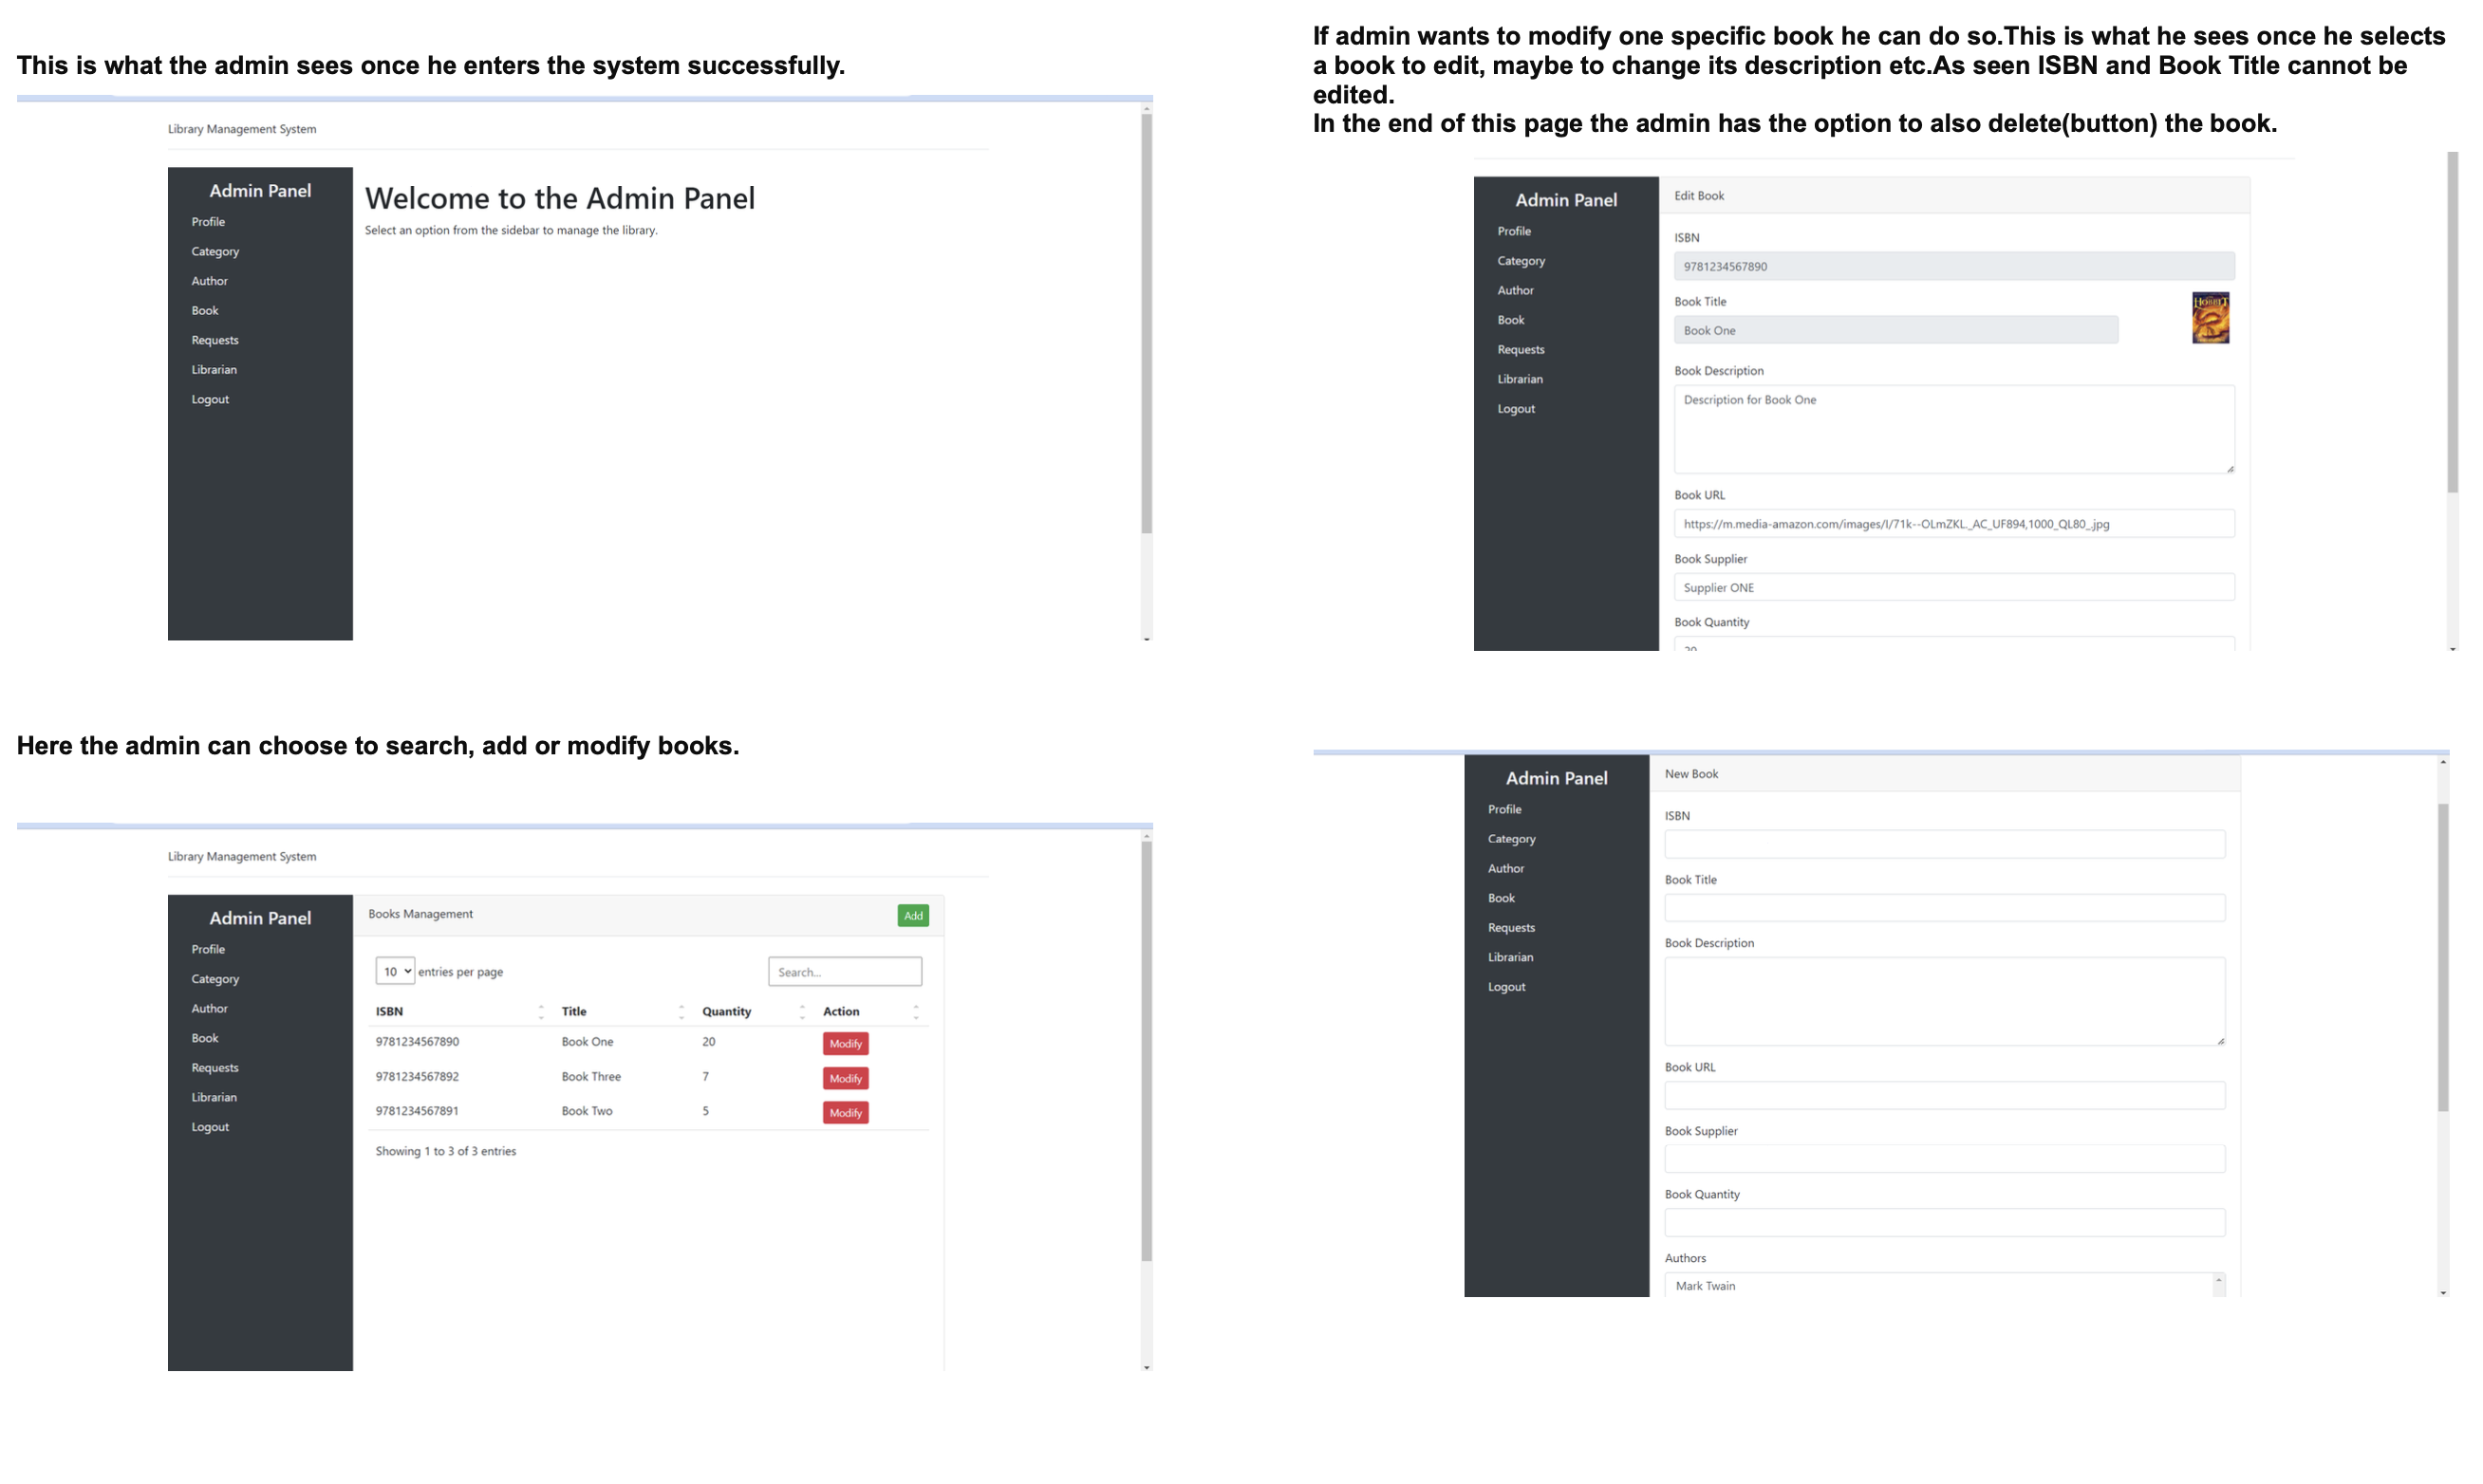 This is what the admin sees once he enters the system successfully.
Library Management System
Admin Panel
Profile
Category
Author
Book
Requests
Librarian
Logout
Welcome to the Admin Panel
Select an option from the sidebar to manage the library.
If admin wants to modify one specific book he can do so.This is what he sees once he selects
a book to edit, maybe to change its description etc.As seen ISBN and Book Title cannot be
edited.
In the end of this page the admin has the option to also delete(button) the book.
Admin Panel
Profile
Category
Author
Book
Requests
Librarian
Logout
Edit Book
ISBN
9781234567890
Book Title
Book One
HOBBIT
Book Description
Description for Book One
Book URL
https://m.media-amazon.com/images/I/71k--OLmZKL._AC_UF894,1000_QL80_.jpg
Book Supplier
Supplier ONE
Book Quantity
20
Here the admin can choose to search, add or modify books.
Library Management System
Admin Panel
Profile
Category
Author
Book
Requests
Librarian
Logout
Books Management
Add
10 entries per page
Search...
ISBN Title Quantity Action
9781234567890 Book One 20 Modify
9781234567892 Book Three 7 Modify
9781234567891 Book Two 5 Modify
Showing 1 to 3 of 3 entries
Admin Panel
Profile
Category
Author
Book
Requests
Librarian
Logout
New Book
ISBN
Book Title
Book Description
Book URL
Book Supplier
Book Quantity
Authors
Mark Twain